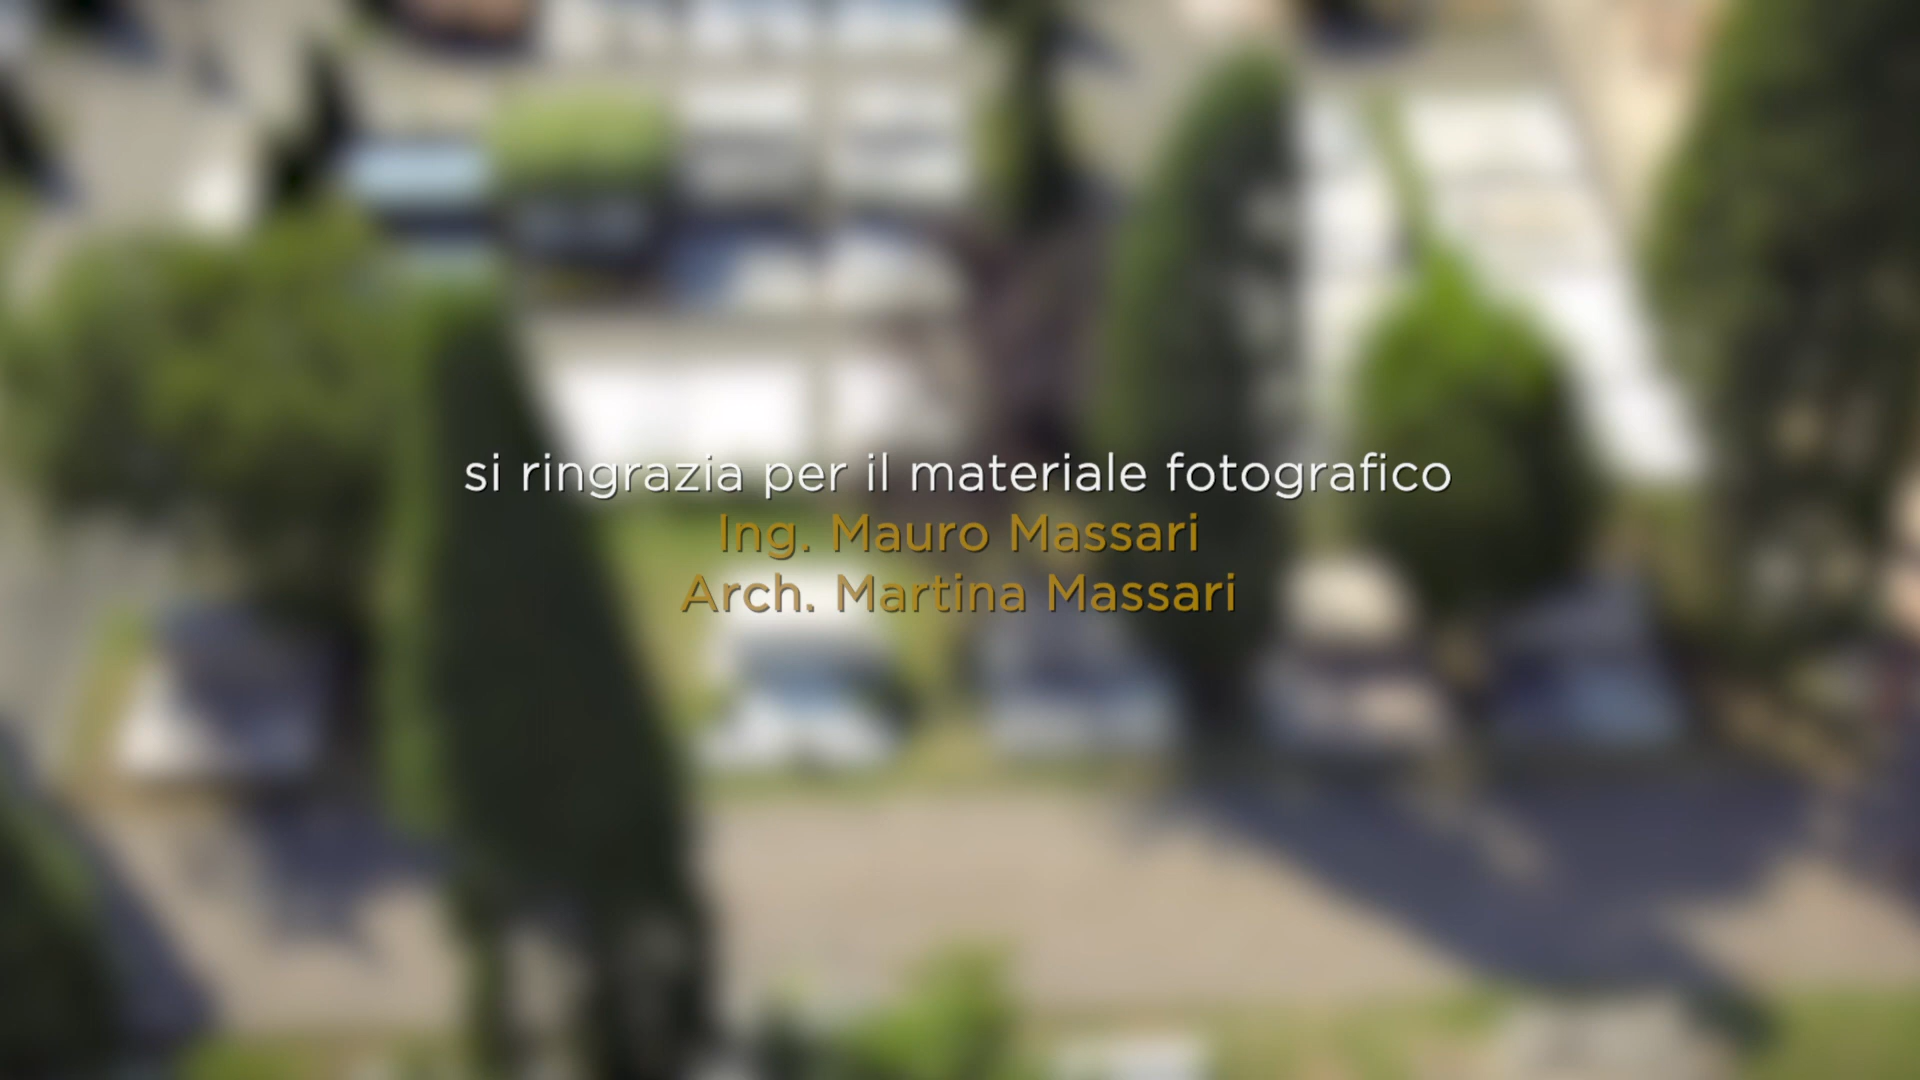 si ringrazia per il materiale fotografico
Ing. Mauro Massari
Arch. Martina Massari